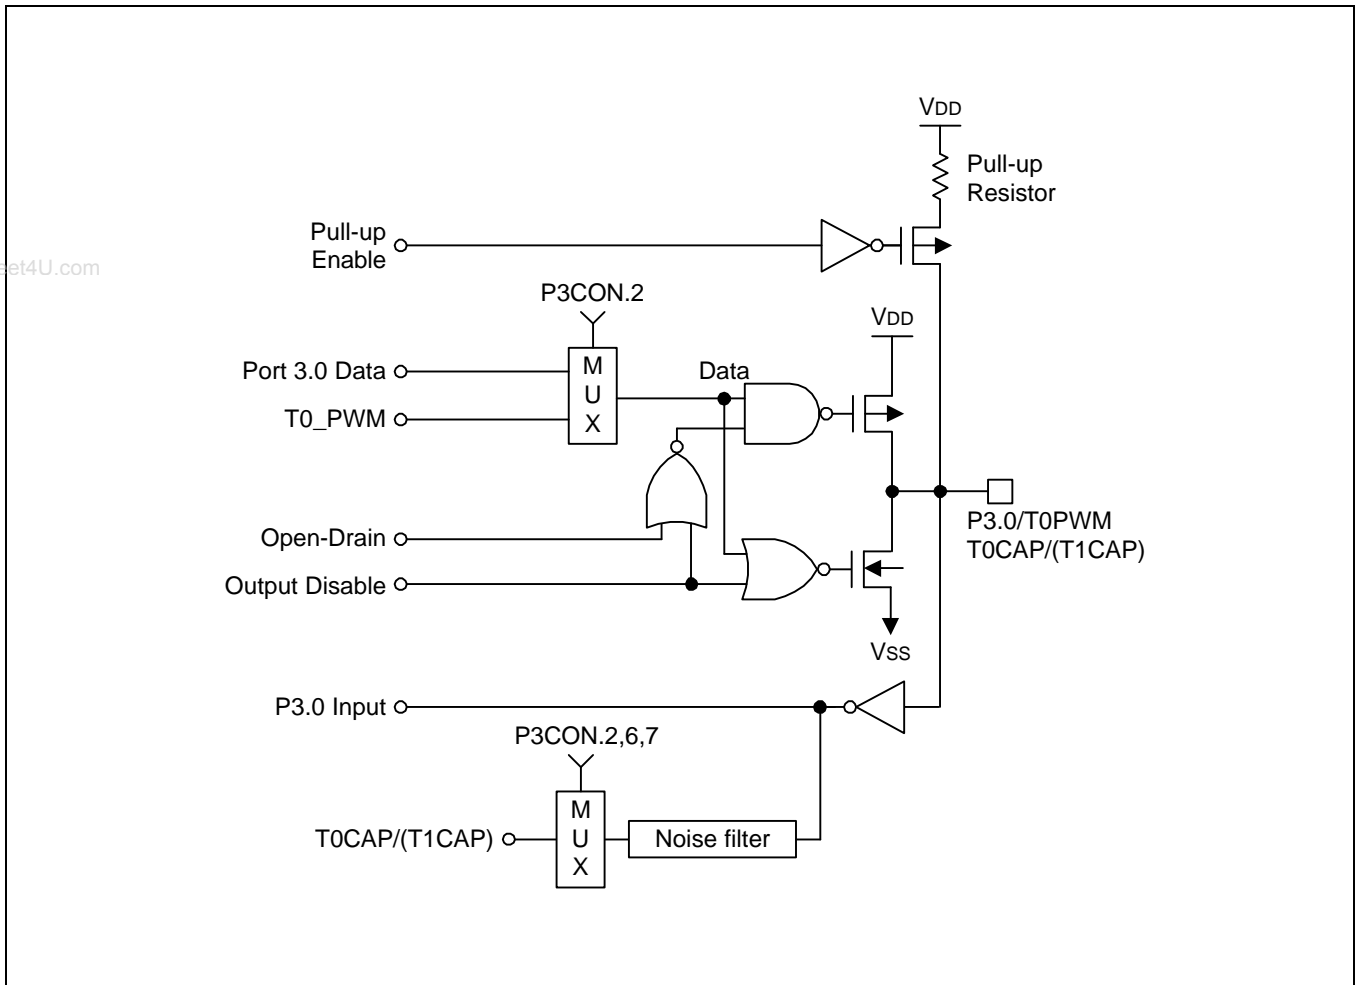 VDD
Pull-up
Resistor
Pull-up
Enable
et4U.com
P3CON.2
VDD
Port 3.0 Data
M
U
X
Data
T0_PWM
Open-Drain
P3.0/T0PWM
T0CAP/(T1CAP)
Output Disable
VSS
P3.0 Input
P3CON.2,6,7
T0CAP/(T1CAP)
M
U
X
Noise filter